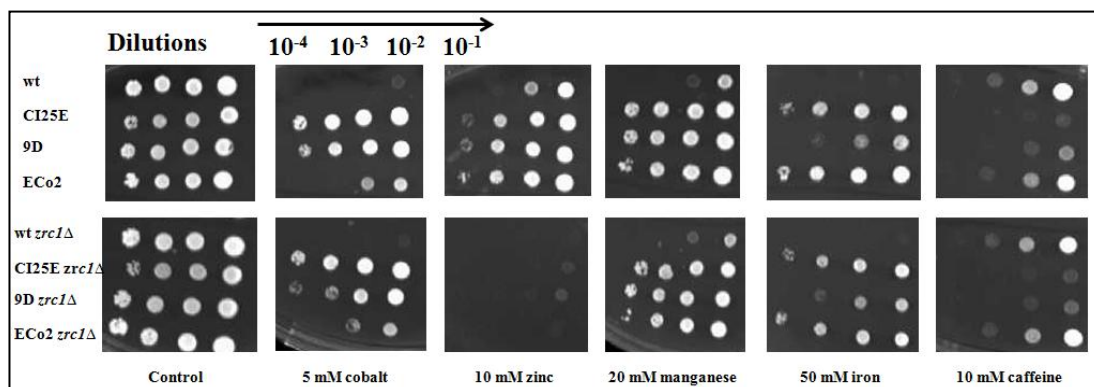 Dilutions 10⁻⁴ 10⁻³ 10⁻² 10⁻¹
wt
CI25E
9D
ECo2
wt zrc1Δ
CI25E zrc1Δ
9D zrc1Δ
ECo2 zrc1Δ
Control 5 mM cobalt 10 mM zinc 20 mM manganese 50 mM iron 10 mM caffeine